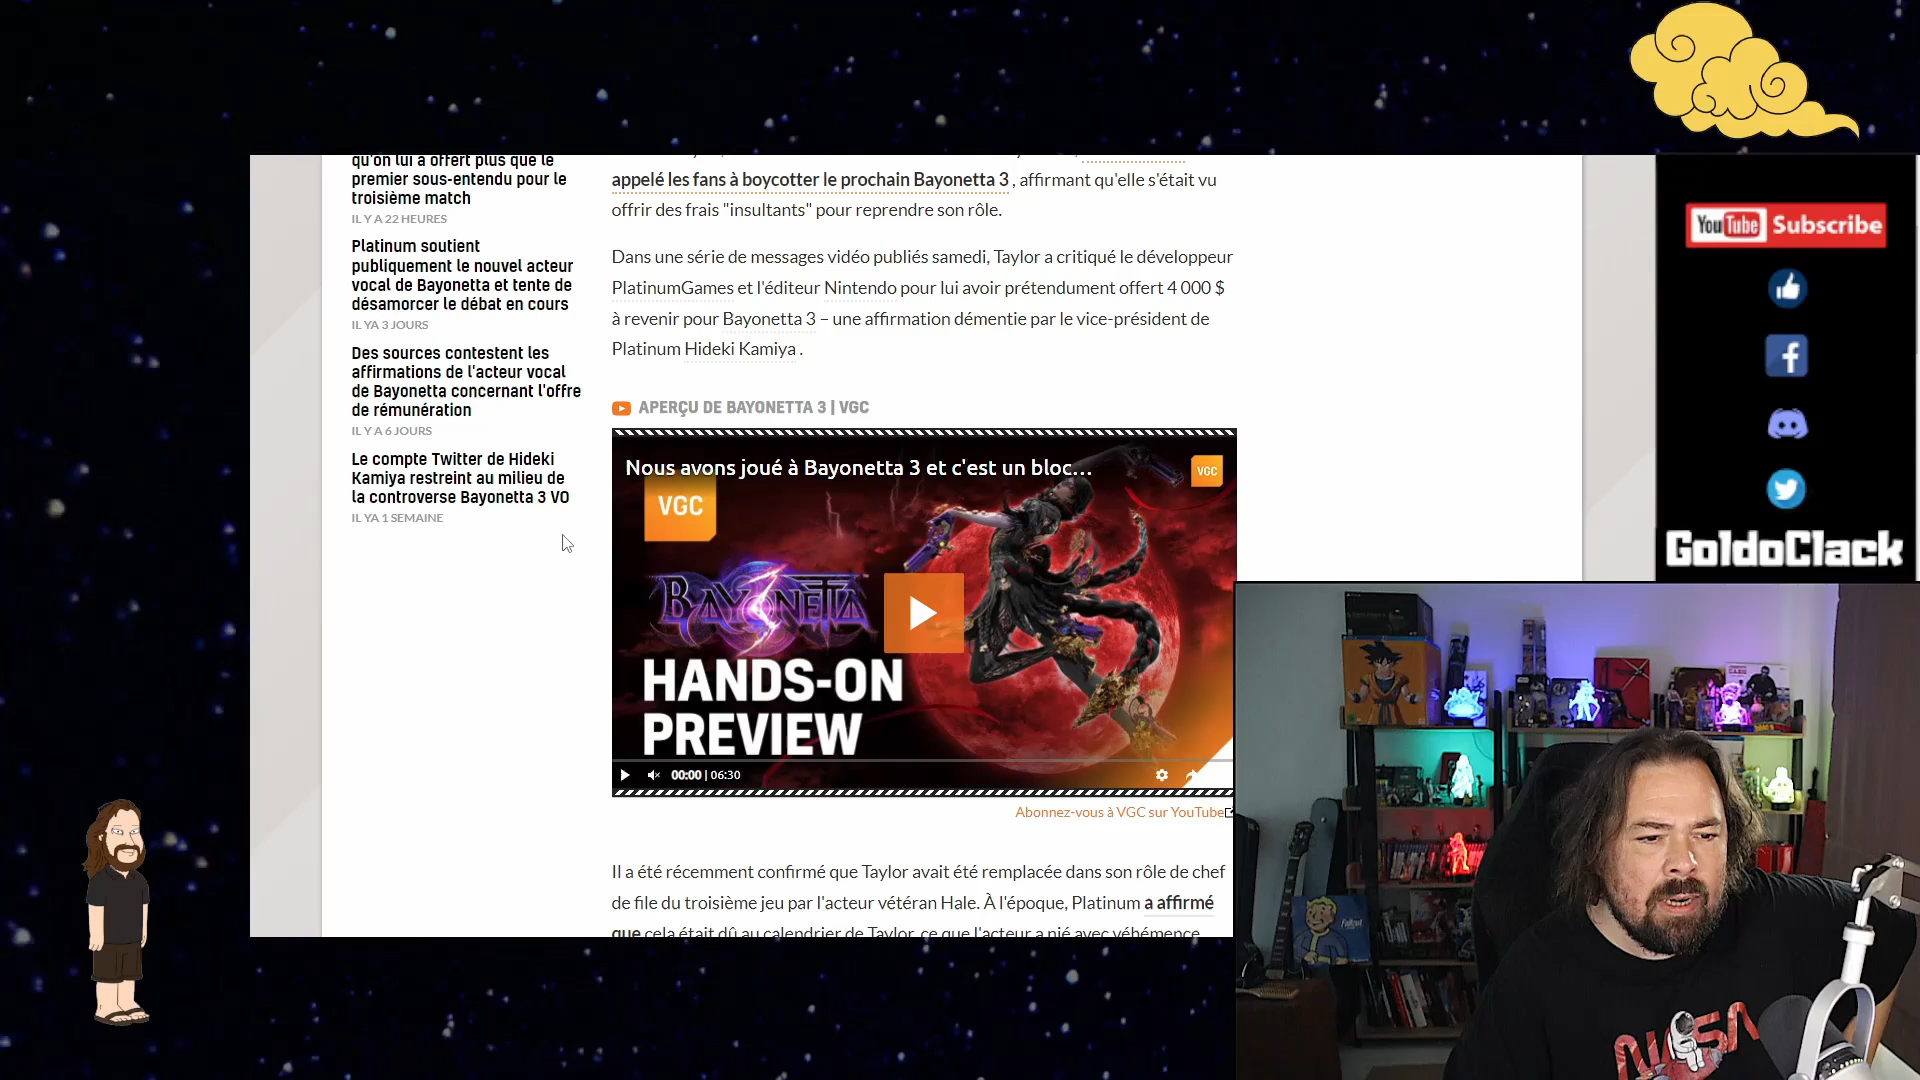 qu'on lui a offert plus que le
premier sous-entendu pour le
troisième match
IL Y A 22 HEURES
Platinum soutient
publiquement le nouvel acteur
vocal de Bayonetta et tente de
désamorcer le débat en cours
IL YA 3 JOURS
Des sources contestent les
affirmations de l'acteur vocal
de Bayonetta concernant l'offre
de rémunération
IL Y A 6 JOURS
Le compte Twitter de Hideki
Kamiya restreint au milieu de
la controverse Bayonetta 3 VO
IL YA 1 SEMAINE
appelé les fans à boycotter le prochain Bayonetta 3 , affirmant qu'elle s'était vu
offrir des frais "insultants" pour reprendre son rôle.
Dans une série de messages vidéo publiés samedi, Taylor a critiqué le développeur
PlatinumGames et l'éditeur Nintendo pour lui avoir prétendument offert 4 000 $
à revenir pour Bayonetta 3 – une affirmation démentie par le vice-président de
Platinum Hideki Kamiya .
APERÇU DE BAYONETTA 3 | VGC
Nous avons joué à Bayonetta 3 et c'est un bloc...
VGC
VGC
BAYONETTA
HANDS-ON
PREVIEW
00:00 | 06:30
Abonnez-vous à VGC sur YouTube
Il a été récemment confirmé que Taylor avait été remplacée dans son rôle de chef
de file du troisième jeu par l'acteur vétéran Hale. À l'époque, Platinum a affirmé
que cela était dû au calendrier de Taylor, ce que l'acteur a nié avec véhémence
YouTube Subscribe
GoldoClack
NASA